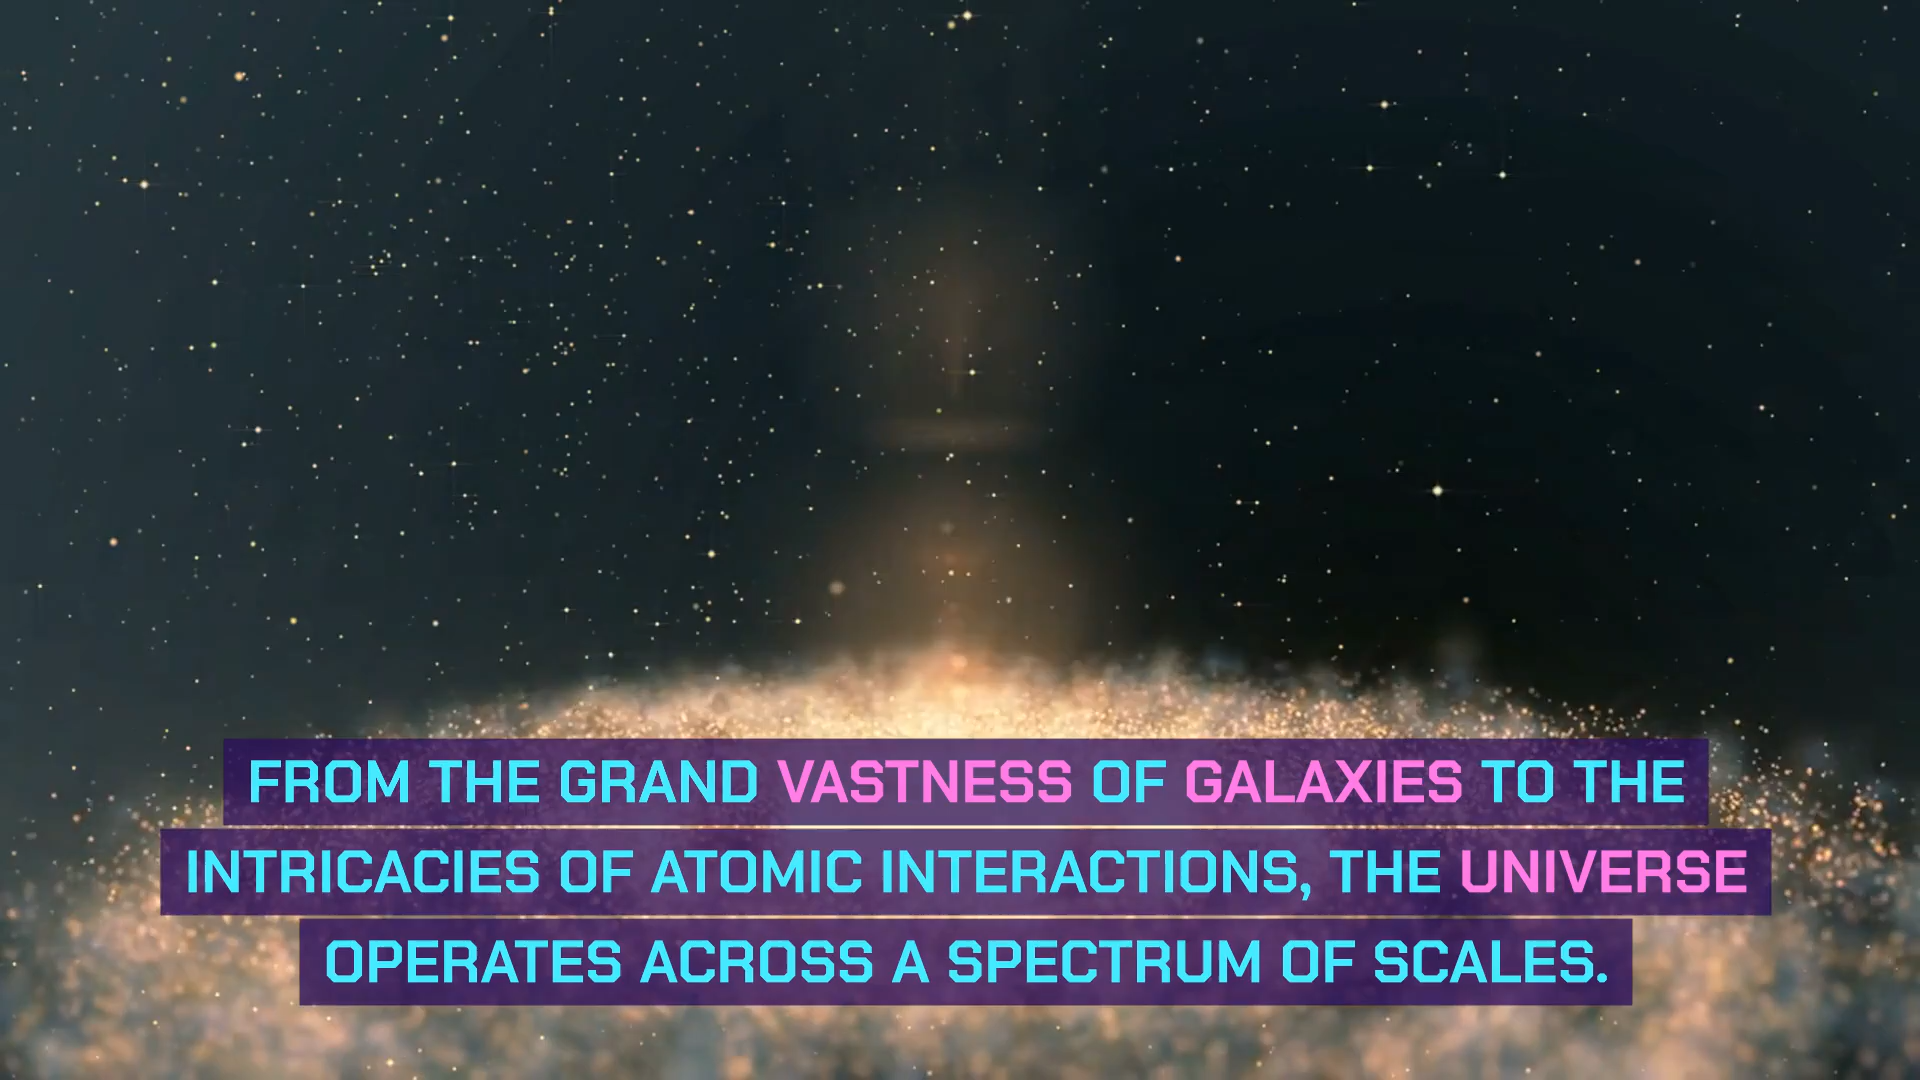 FROM THE GRAND VASTNESS OF GALAXIES TO THE
INTRICACIES OF ATOMIC INTERACTIONS, THE UNIVERSE
OPERATES ACROSS A SPECTRUM OF SCALES.